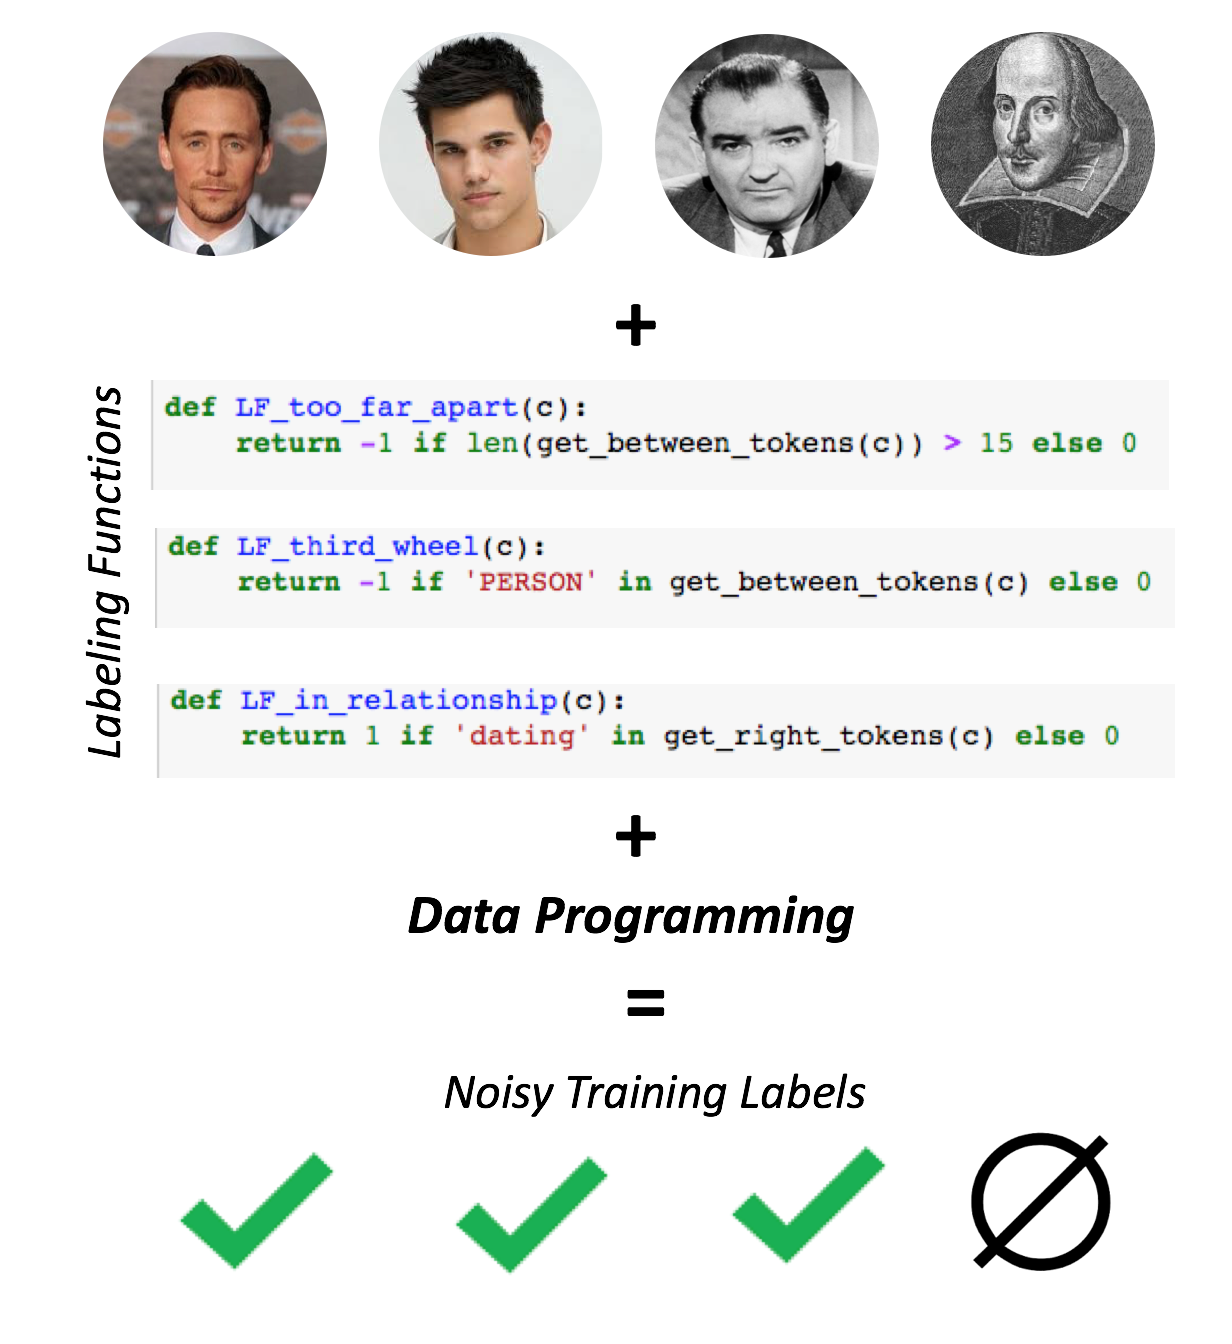 +
Labeling Functions
def LF_too_far_apart(c):
    return -1 if len(get_between_tokens(c)) > 15 else 0
def LF_third_wheel(c):
    return -1 if 'PERSON' in get_between_tokens(c) else 0
def LF_in_relationship(c):
    return 1 if 'dating' in get_right_tokens(c) else 0
+
Data Programming
=
Noisy Training Labels